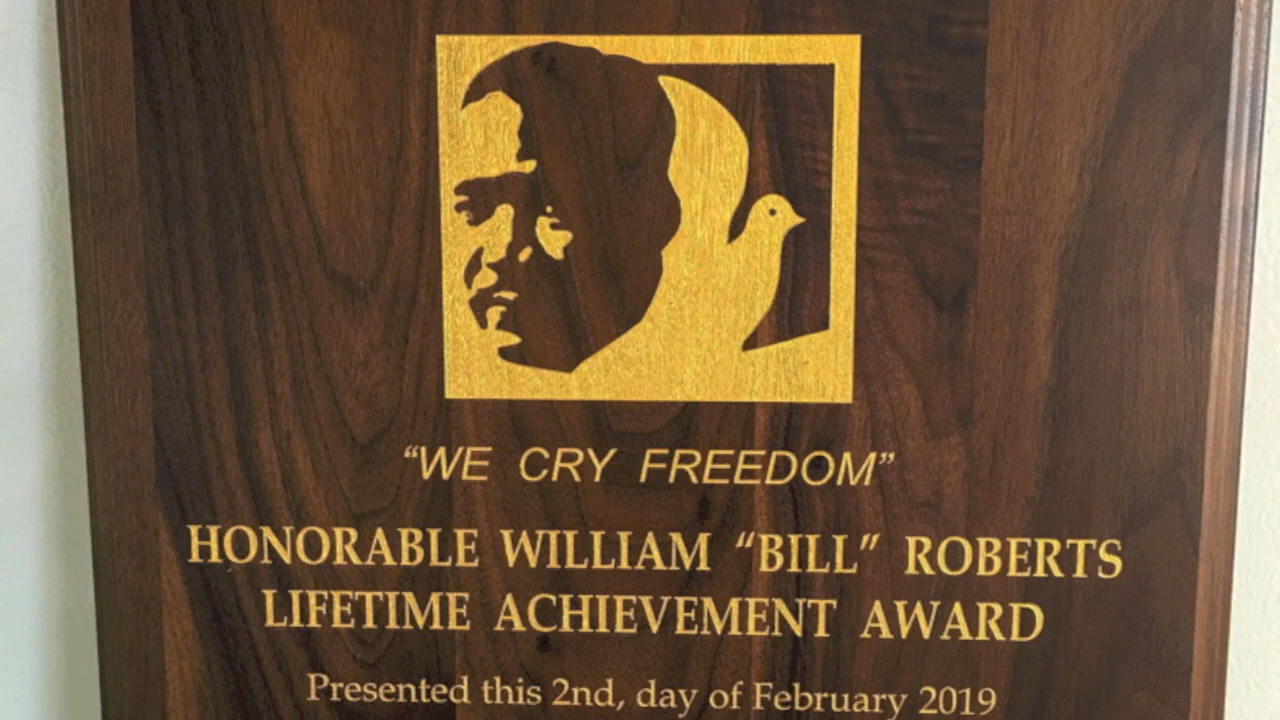 “WE CRY FREEDOM”
HONORABLE WILLIAM “BILL” ROBERTS
LIFETIME ACHIEVEMENT AWARD
Presented this 2nd, day of February 2019